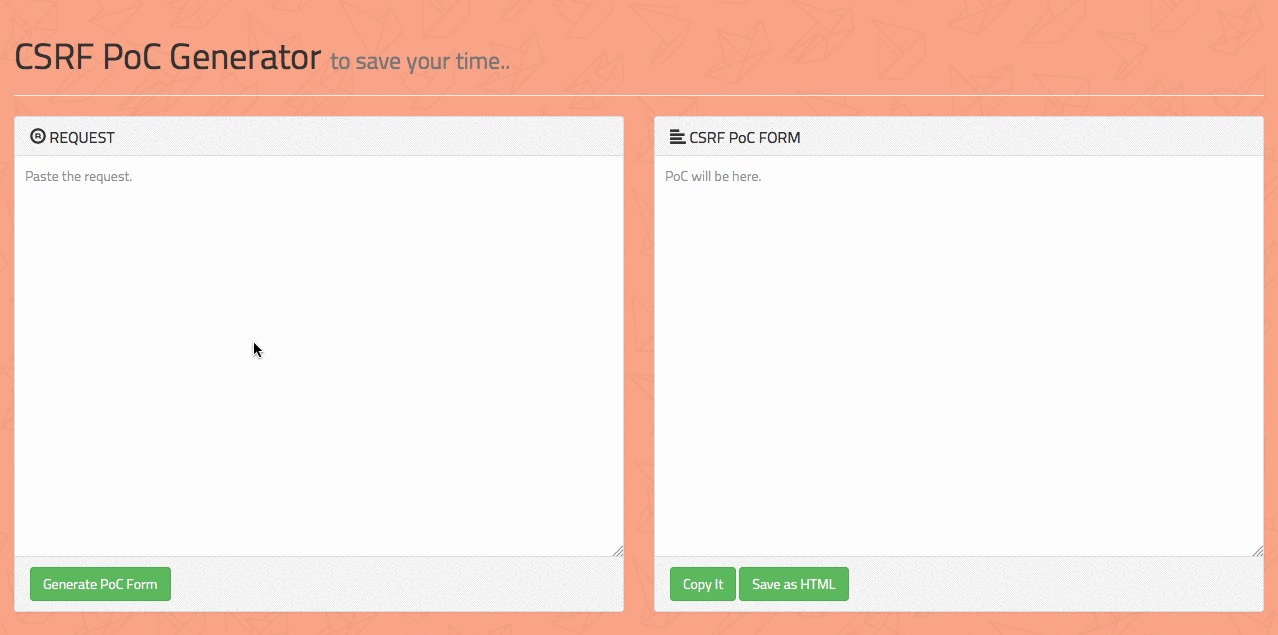 CSRF PoC Generator to save your time..
® REQUEST
Paste the request.
Generate PoC Form
CSRF PoC FORM
PoC will be here.
Copy It
Save as HTML